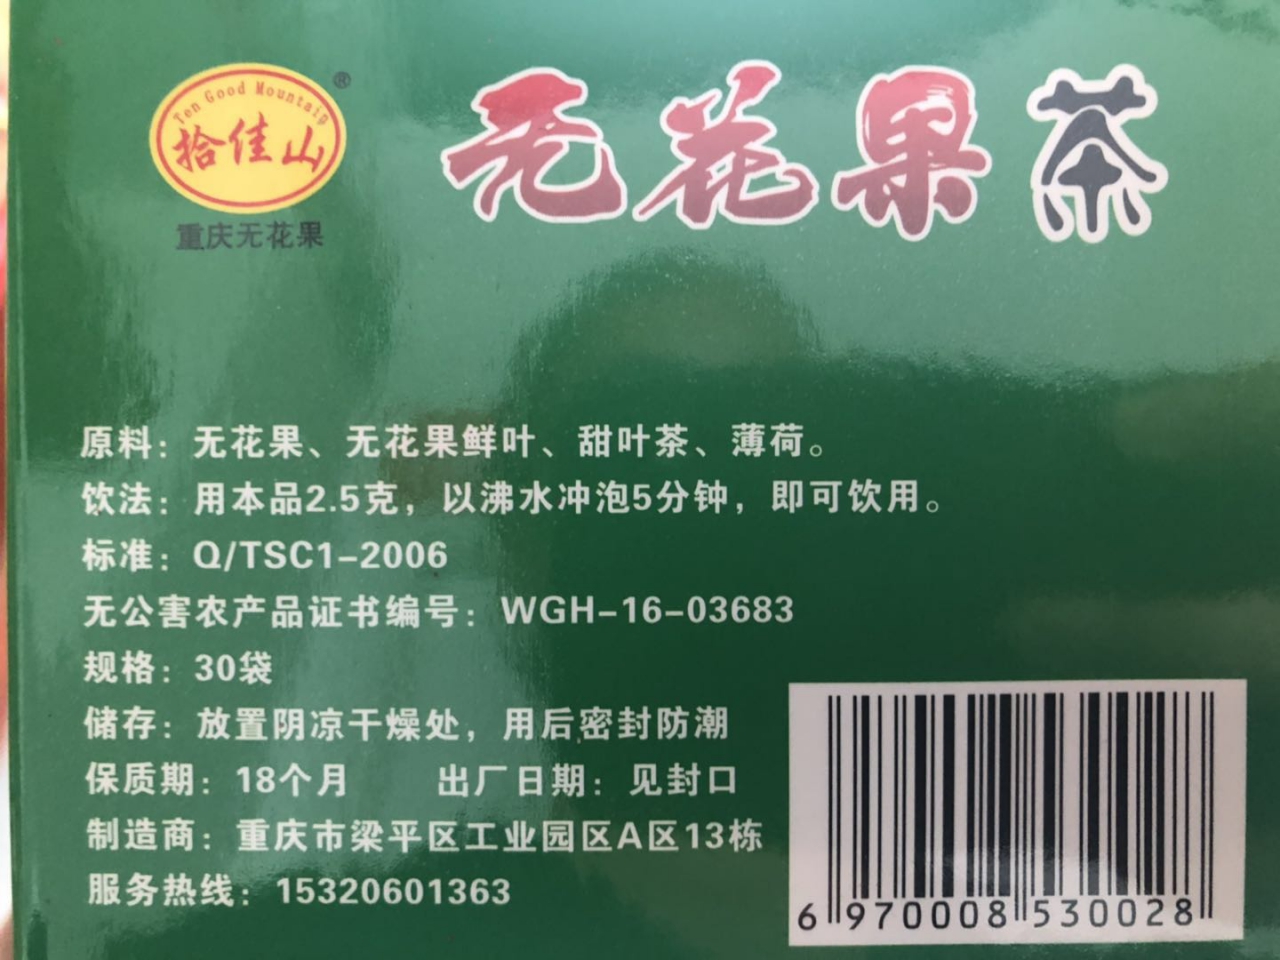 Ten Good Mountain
®
拾佳山
重庆无花果
无花果茶
原料：无花果、无花果鲜叶、甜叶茶、薄荷。
饮法：用本品2.5克，以沸水冲泡5分钟，即可饮用。
标准：Q/TSC1-2006
无公害农产品证书编号：WGH-16-03683
规格：30袋
储存：放置阴凉干燥处，用后密封防潮
保质期：18个月 出厂日期：见封口
制造商：重庆市梁平区工业园区A区13栋
服务热线：15320601363
6 970008 530028